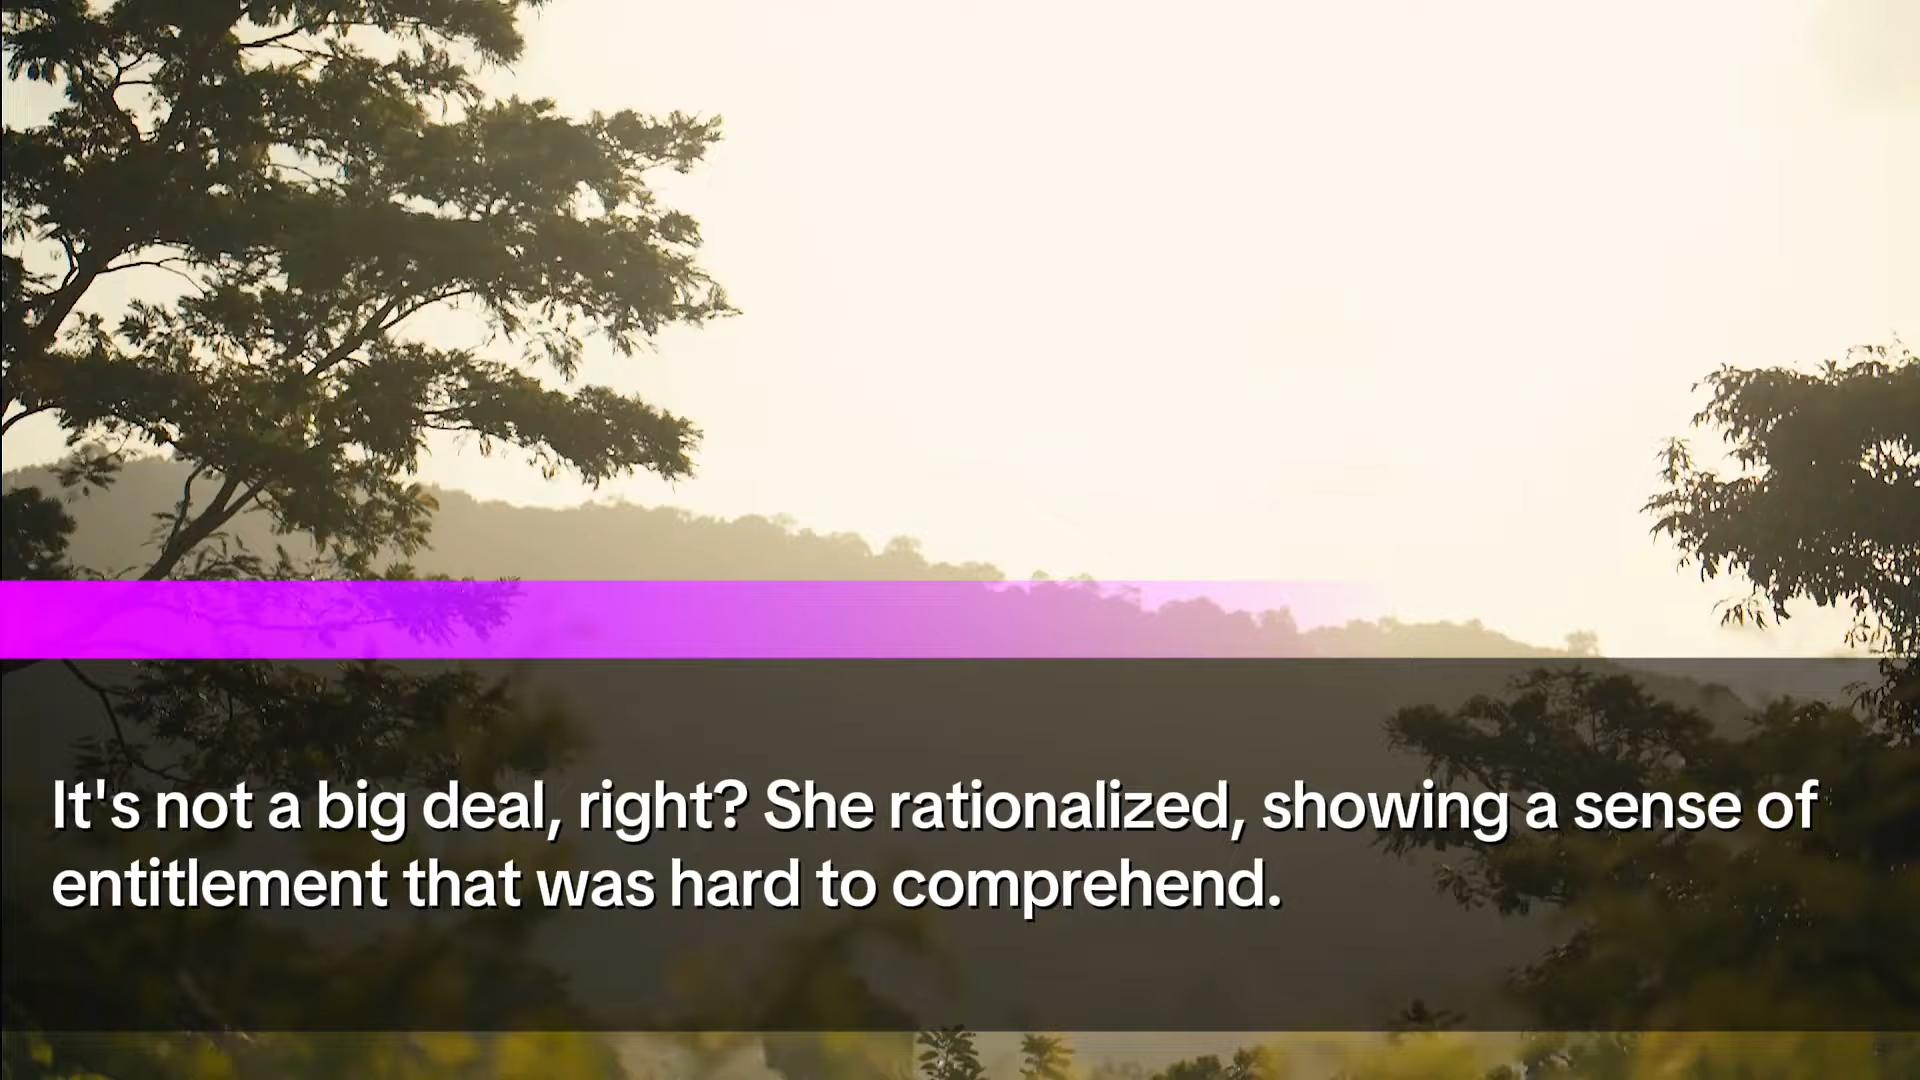 It's not a big deal, right? She rationalized, showing a sense of
entitlement that was hard to comprehend.